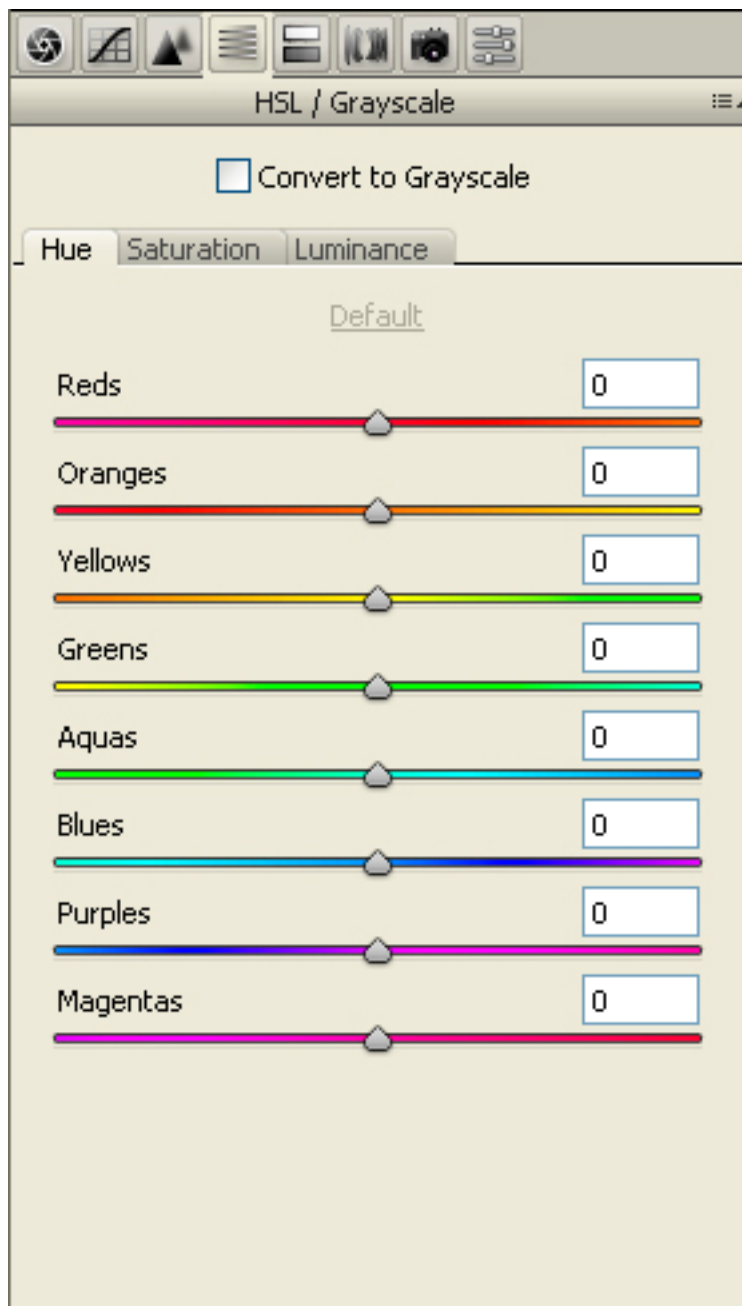 HSL / Grayscale
Convert to Grayscale
Hue Saturation Luminance
Default
Reds 0
Oranges 0
Yellows 0
Greens 0
Aquas 0
Blues 0
Purples 0
Magentas 0